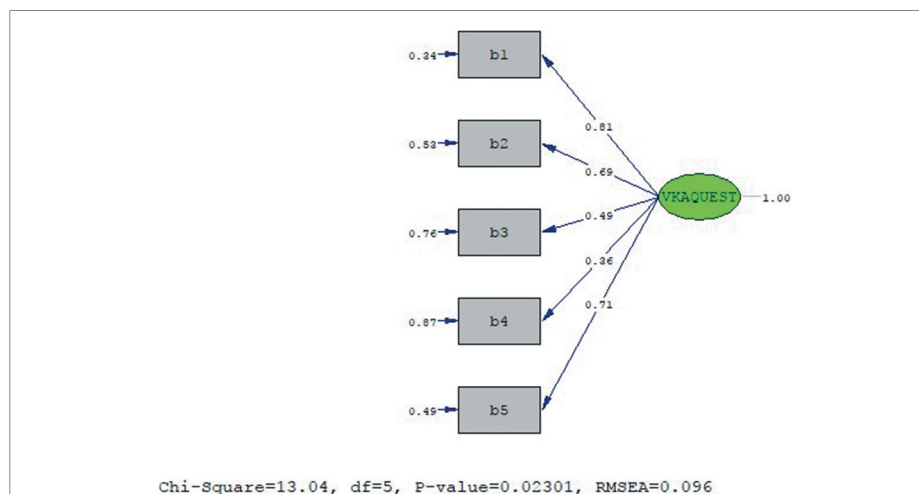 0.34
b1
0.81
0.53
b2
0.69
VKAQUEST
1.00
0.49
0.76
b3
0.36
0.87
b4
0.71
0.49
b5
Chi-Square=13.04, df=5, P-value=0.02301, RMSEA=0.096